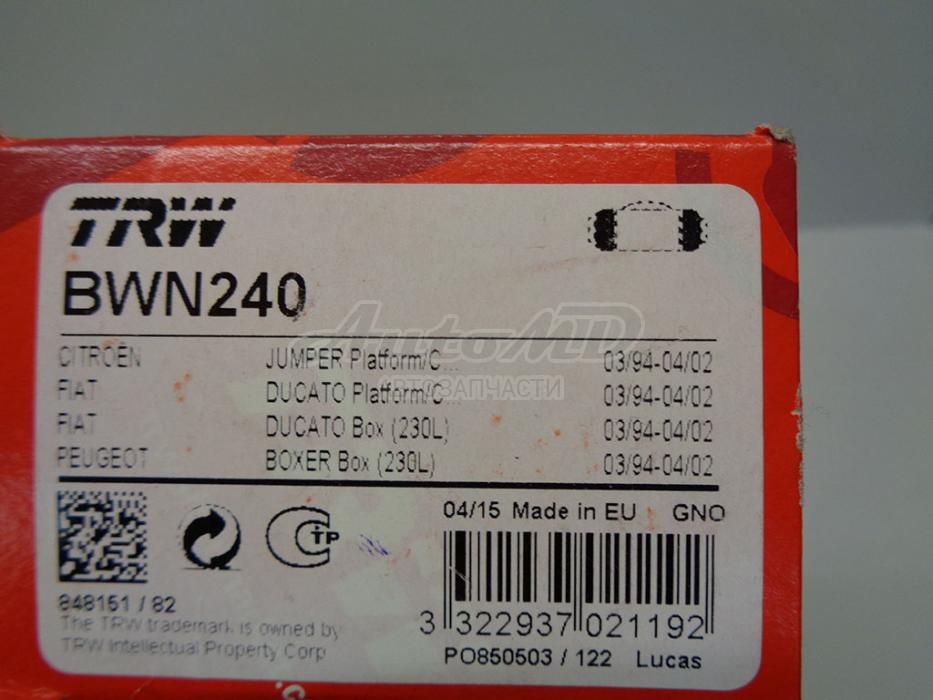 TRW
BWN240
AutoMD
АВТОЗАПЧАСТИ
CITROËN JUMPER Platform/C... 03/94-04/02
FIAT DUCATO Platform/C... 03/94-04/02
FIAT DUCATO Box (230L) 03/94-04/02
PEUGEOT BOXER Box (230L) 03/94-04/02
04/15 Made in EU GNO
848151 / 82
The TRW trademark is owned by
TRW Intellectual Property Corp
3 322937 021192
PO850503 / 122 Lucas